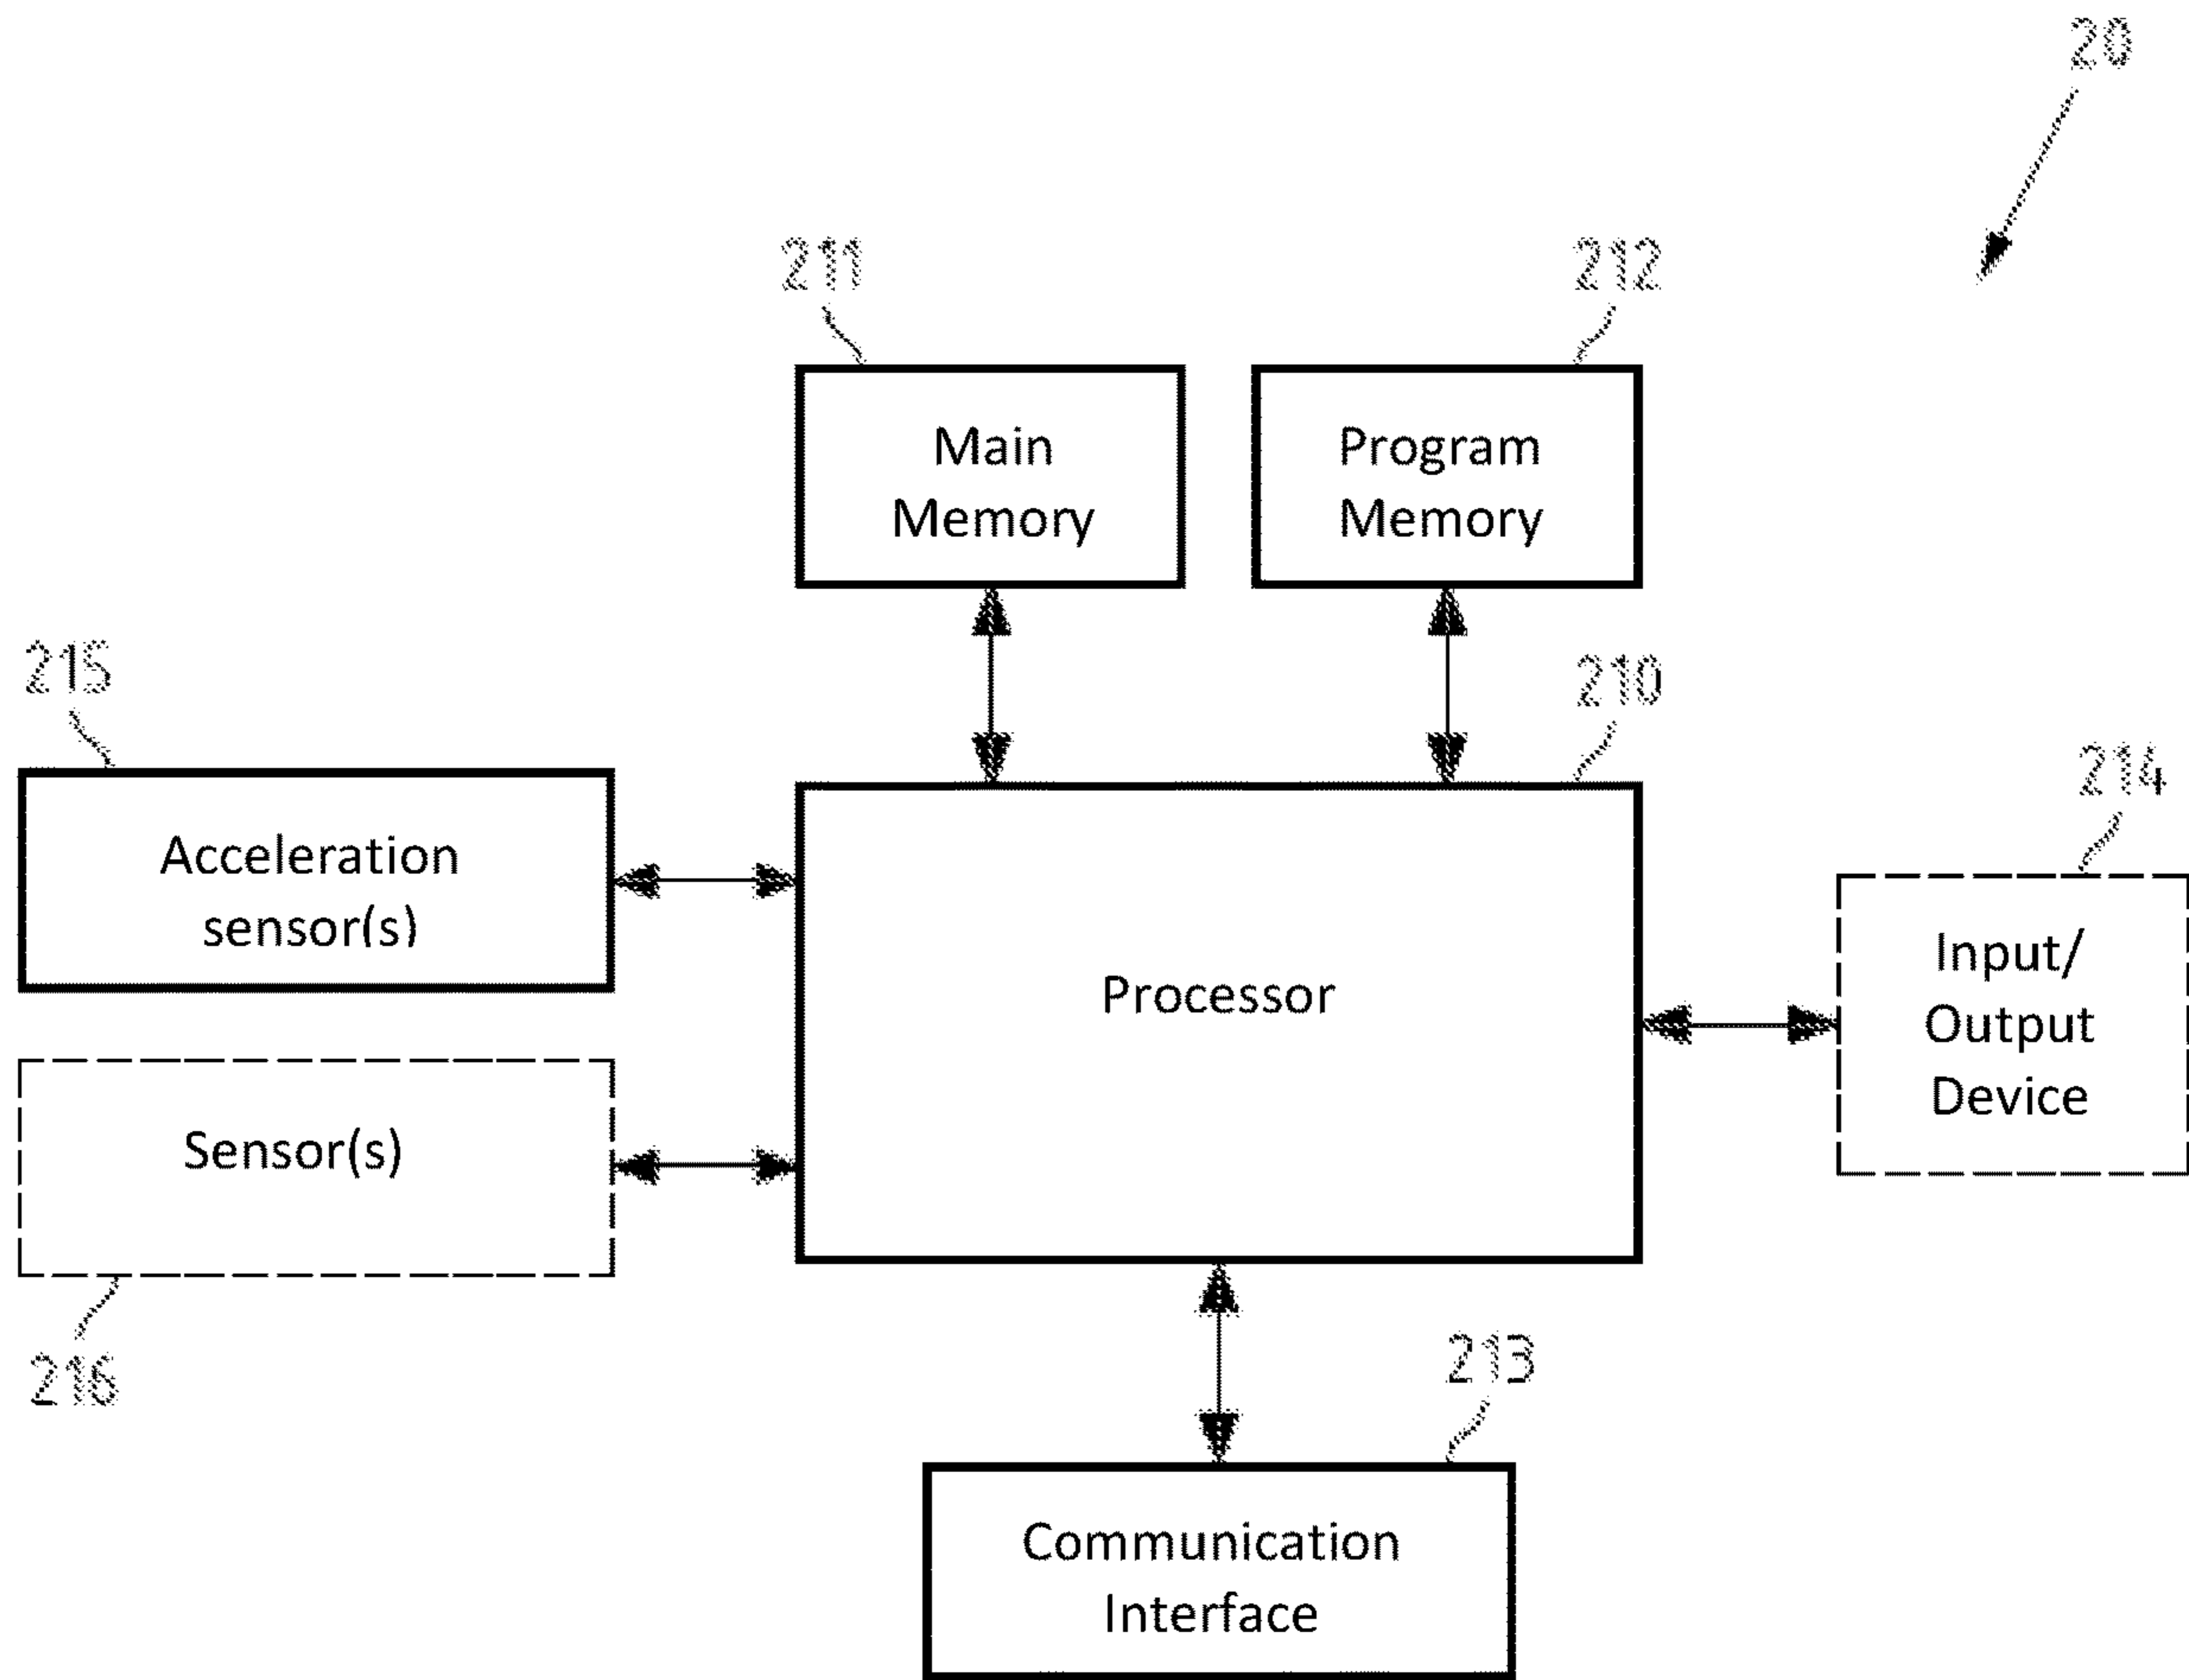 20
211
212
Main
Memory
Program
Memory
215
210
214
Acceleration
sensor(s)
Processor
Input/
Output
Device
Sensor(s)
216
213
Communication
Interface